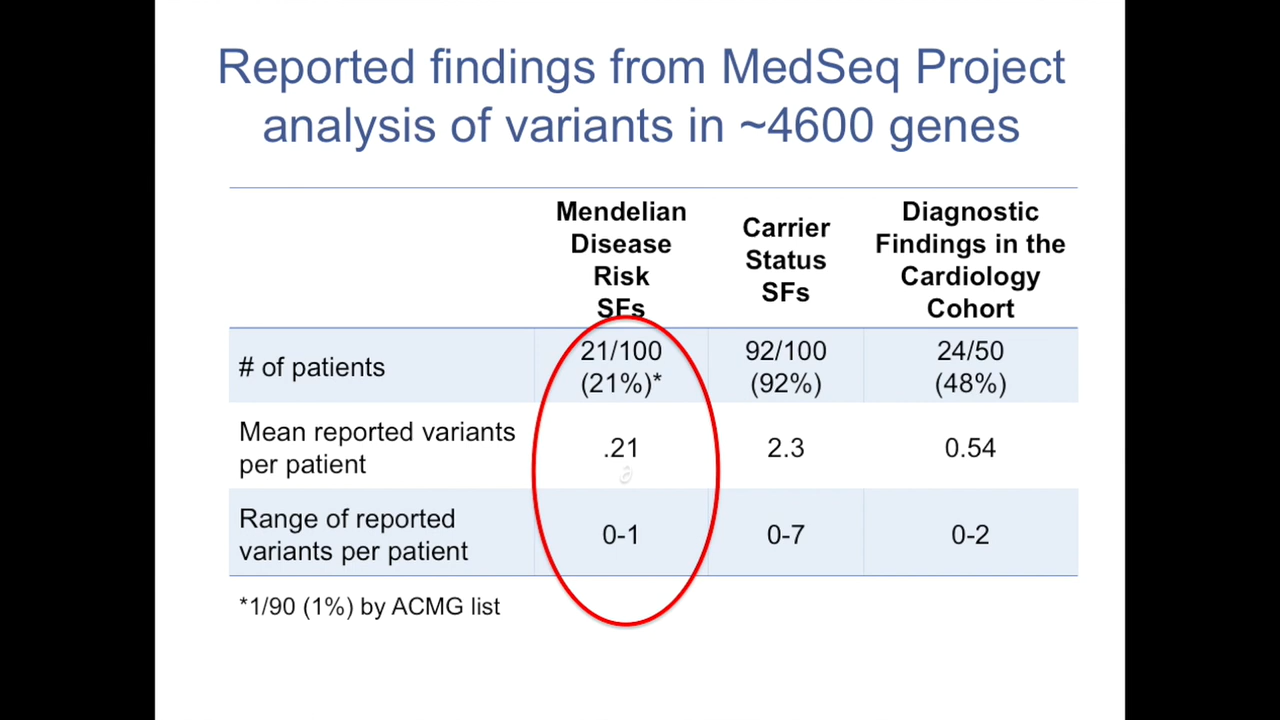 Reported findings from MedSeq Project
analysis of variants in ~4600 genes
Mendelian
Disease
Risk
SFs
Carrier
Status
SFs
Diagnostic
Findings in the
Cardiology
Cohort
# of patients
21/100
(21%)*
92/100
(92%)
24/50
(48%)
Mean reported variants
per patient
.21
2.3
0.54
Range of reported
variants per patient
0-1
0-7
0-2
*1/90 (1%) by ACMG list